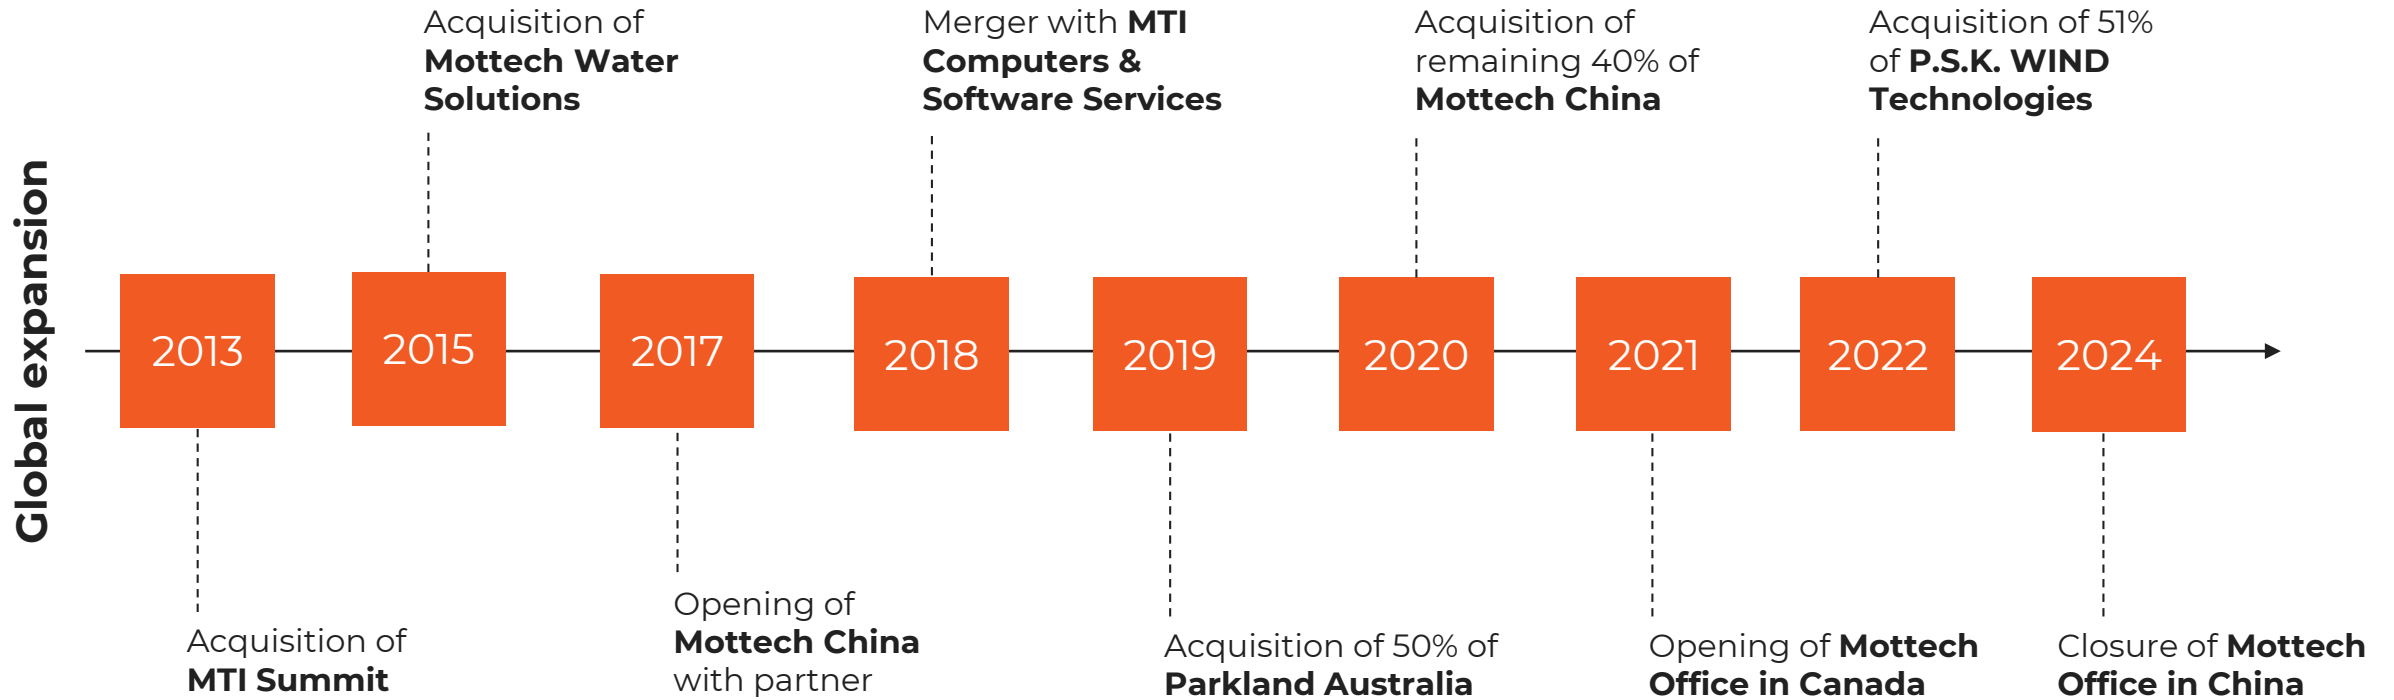 Global expansion
Acquisition of
Mottech Water
Solutions
Merger with MTI
Computers &
Software Services
Acquisition of
remaining 40% of
Mottech China
Acquisition of 51%
of P.S.K. WIND
Technologies
2013
2015
2017
2018
2019
2020
2021
2022
2024
Acquisition of
MTI Summit
Opening of
Mottech China
with partner
Acquisition of 50% of
Parkland Australia
Opening of Mottech
Office in Canada
Closure of Mottech
Office in China